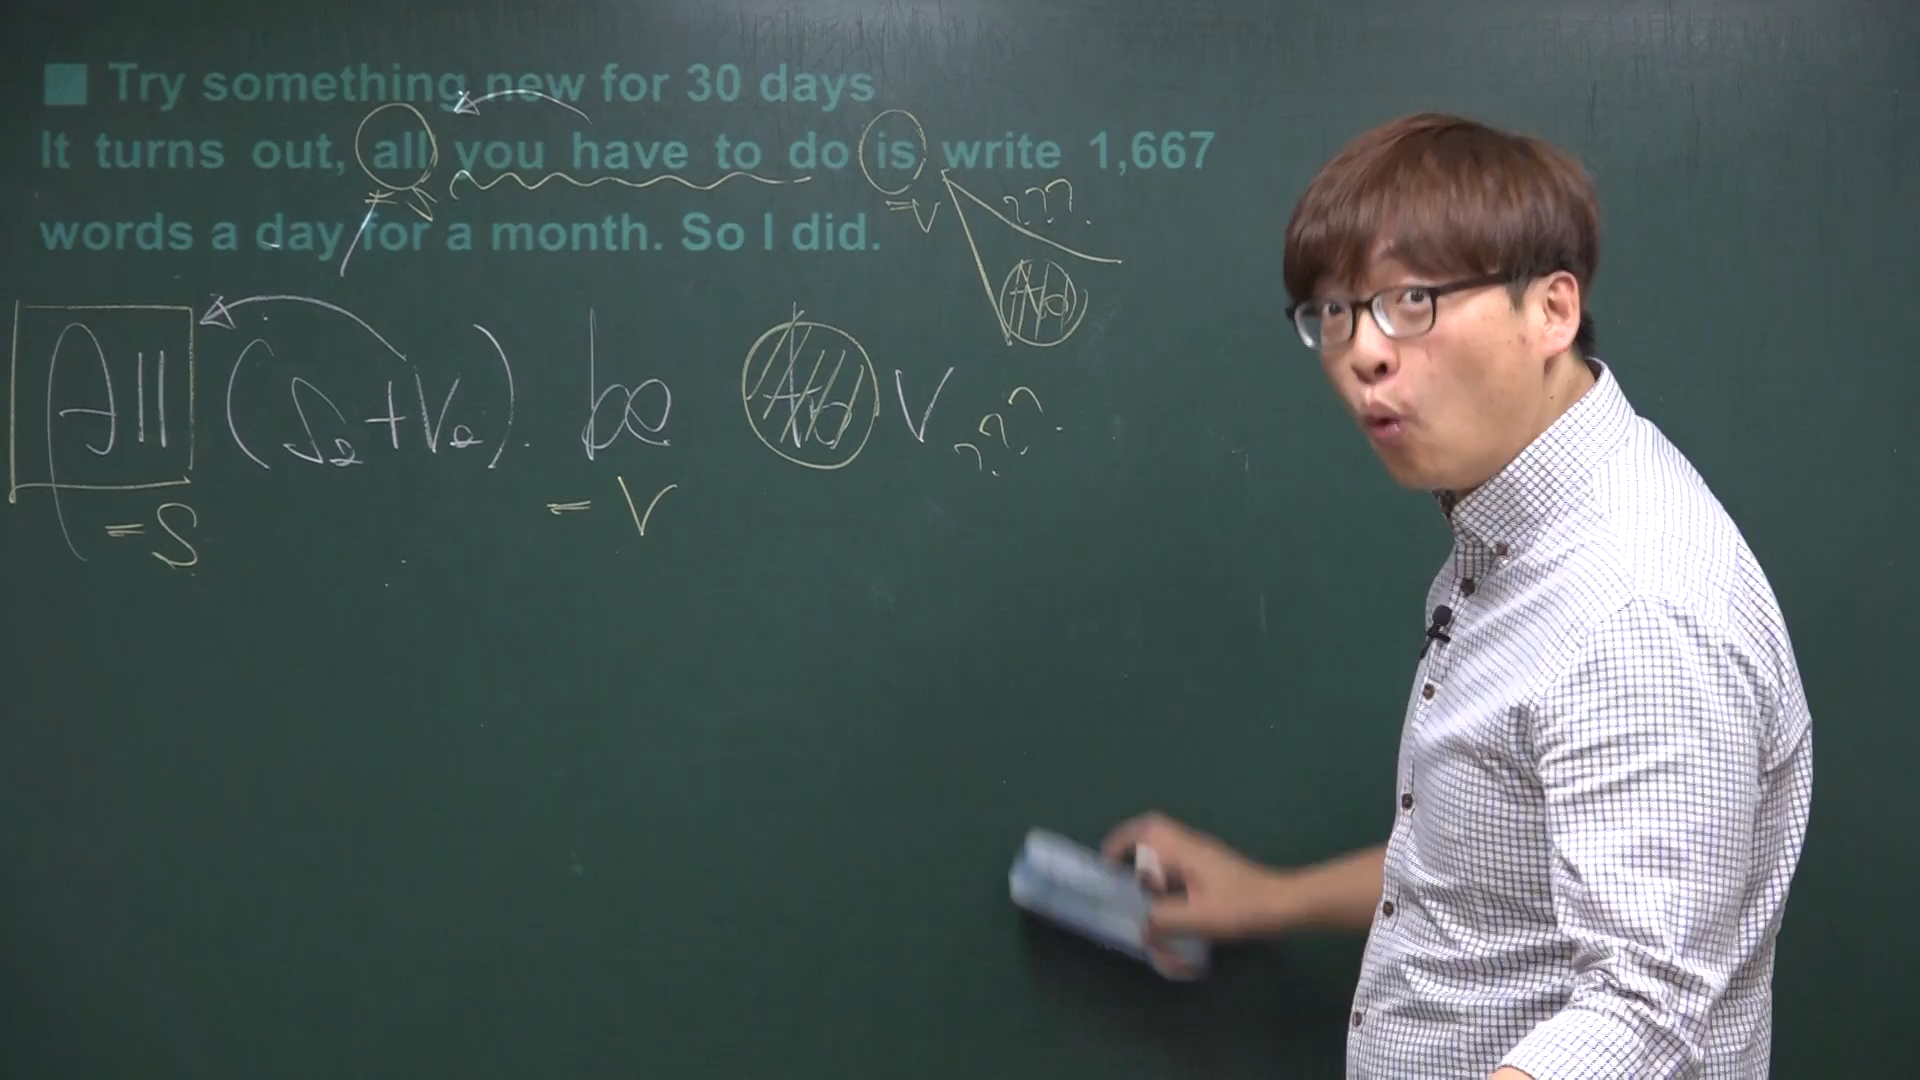 ■ Try something new for 30 days
It turns out, all you have to do is write 1,667
words a day for a month. So I did.
= S
= V
???
All (S₂+V₂). be V ???
= S
= V